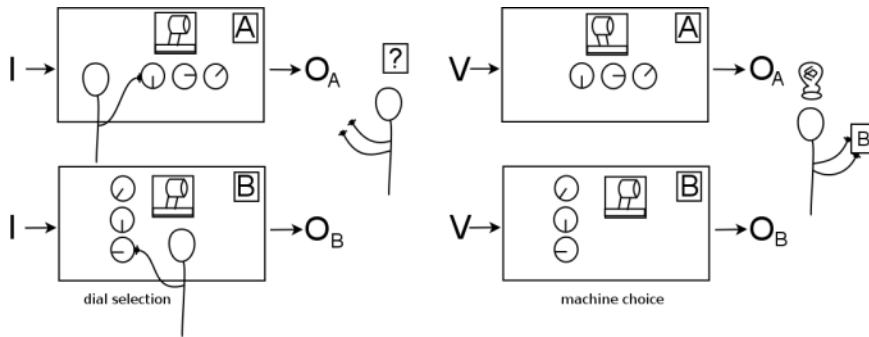 A
I
O_A
?
B
I
O_B
dial selection
A
V
O_A
B
B
V
O_B
machine choice